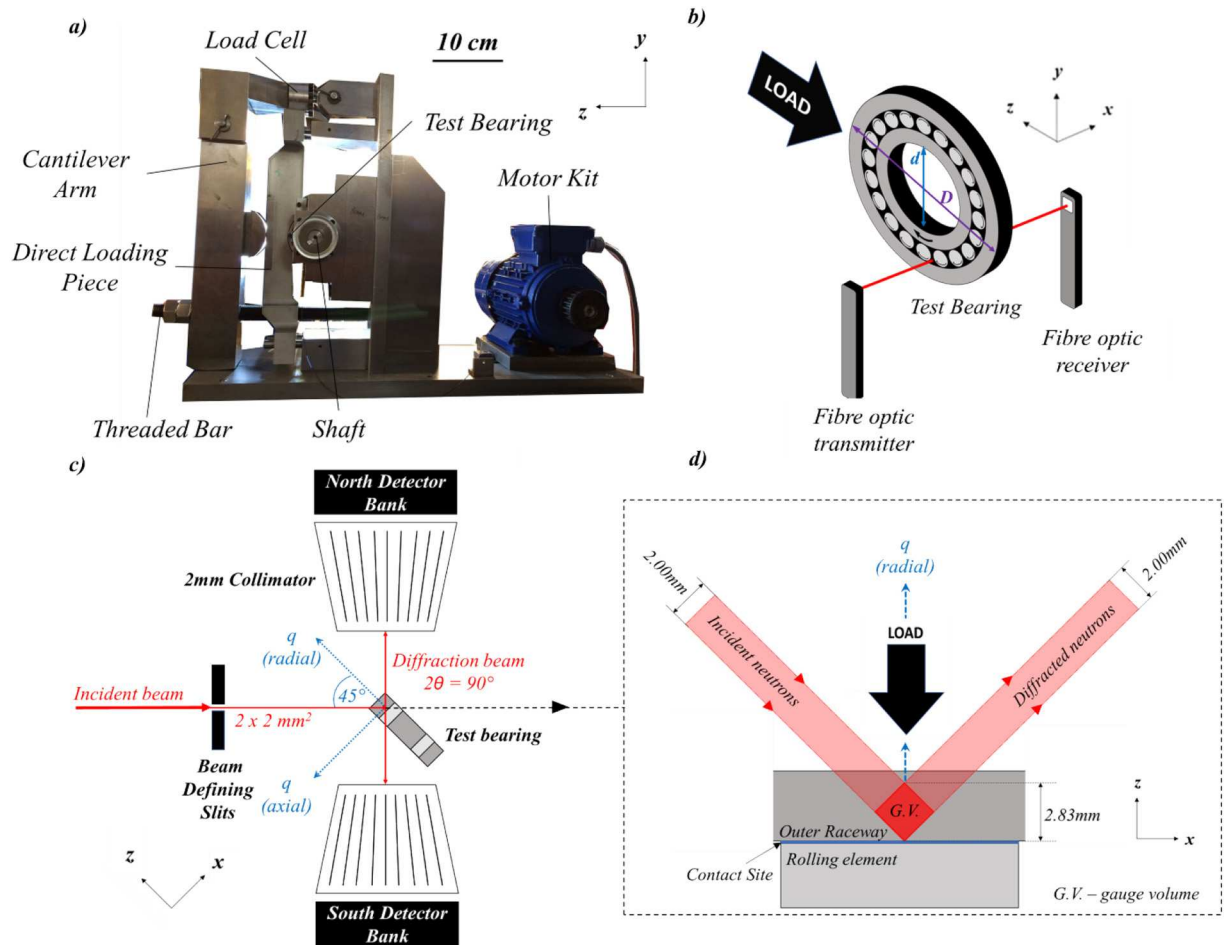 a)
Load Cell
10 cm
y
z
Test Bearing
Cantilever
Arm
Motor Kit
Direct Loading
Piece
Threaded Bar
Shaft
b)
LOAD
y
z
x
d
D
Test Bearing
Fibre optic
receiver
Fibre optic
transmitter
c)
North Detector
Bank
2mm Collimator
q
(radial)
Diffraction beam
2θ = 90°
45°
Incident beam
2 x 2 mm²
Test bearing
Beam
Defining
Slits
q
(axial)
z
x
South Detector
Bank
d)
q
(radial)
2.00mm
2.00mm
LOAD
Incident neutrons
Diffracted neutrons
G.V.
2.83mm
z
x
Outer Raceway
Rolling element
Contact Site
G.V. – gauge volume